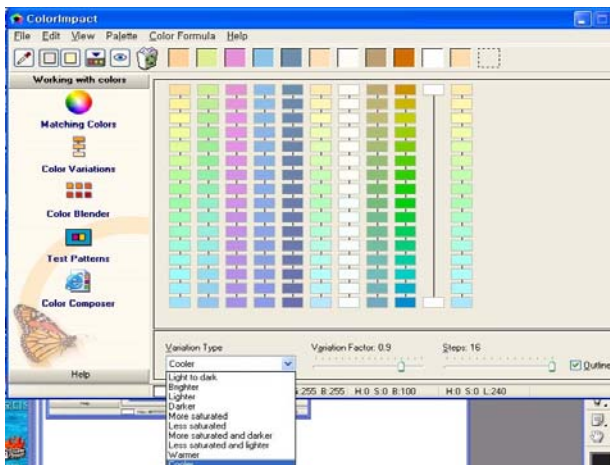 ColorImpact
File Edit View Palette Color Formula Help
Working with colors
Matching Colors
Color Variations
Color Blender
Test Patterns
Color Composer
Help
Variation Type
Variation Factor: 0.9
Steps: 16
Cooler
Outline
Light to dark
Brighter
Lighter
Darker
More saturated
Less saturated
More saturated and darker
Less saturated and lighter
Warmer
Cooler
:255 B:255 H:0 S:0 B:100 H:0 S:0 L:240